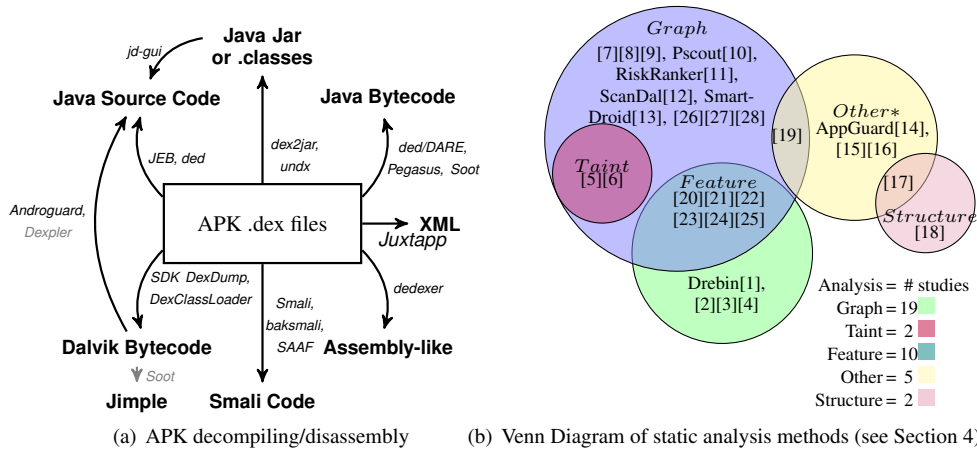 Java Jar
or .classes
jd-gui
Java Source Code
Java Bytecode
JEB, ded
dex2jar,
undx
ded/DARE,
Pegasus, Soot
Androguard,
Dexpler
APK .dex files
XML
Juxtapp
SDK DexDump,
DexClassLoader
Smali,
baksmali,
SAAF
dedexer
Dalvik Bytecode
Assembly-like
Soot
Jimple
Smali Code
(a) APK decompiling/disassembly
Graph
[7][8][9], Pscout[10],
RiskRanker[11],
ScanDal[12], Smart-
Droid[13], [26][27][28]
[19]
Other*
AppGuard[14],
[15][16]
[17]
Structure
[18]
Taint
[5][6]
Feature
[20][21][22]
[23][24][25]
Drebin[1],
[2][3][4]
Analysis = # studies
Graph = 19
Taint = 2
Feature = 10
Other = 5
Structure = 2
(b) Venn Diagram of static analysis methods (see Section 4)